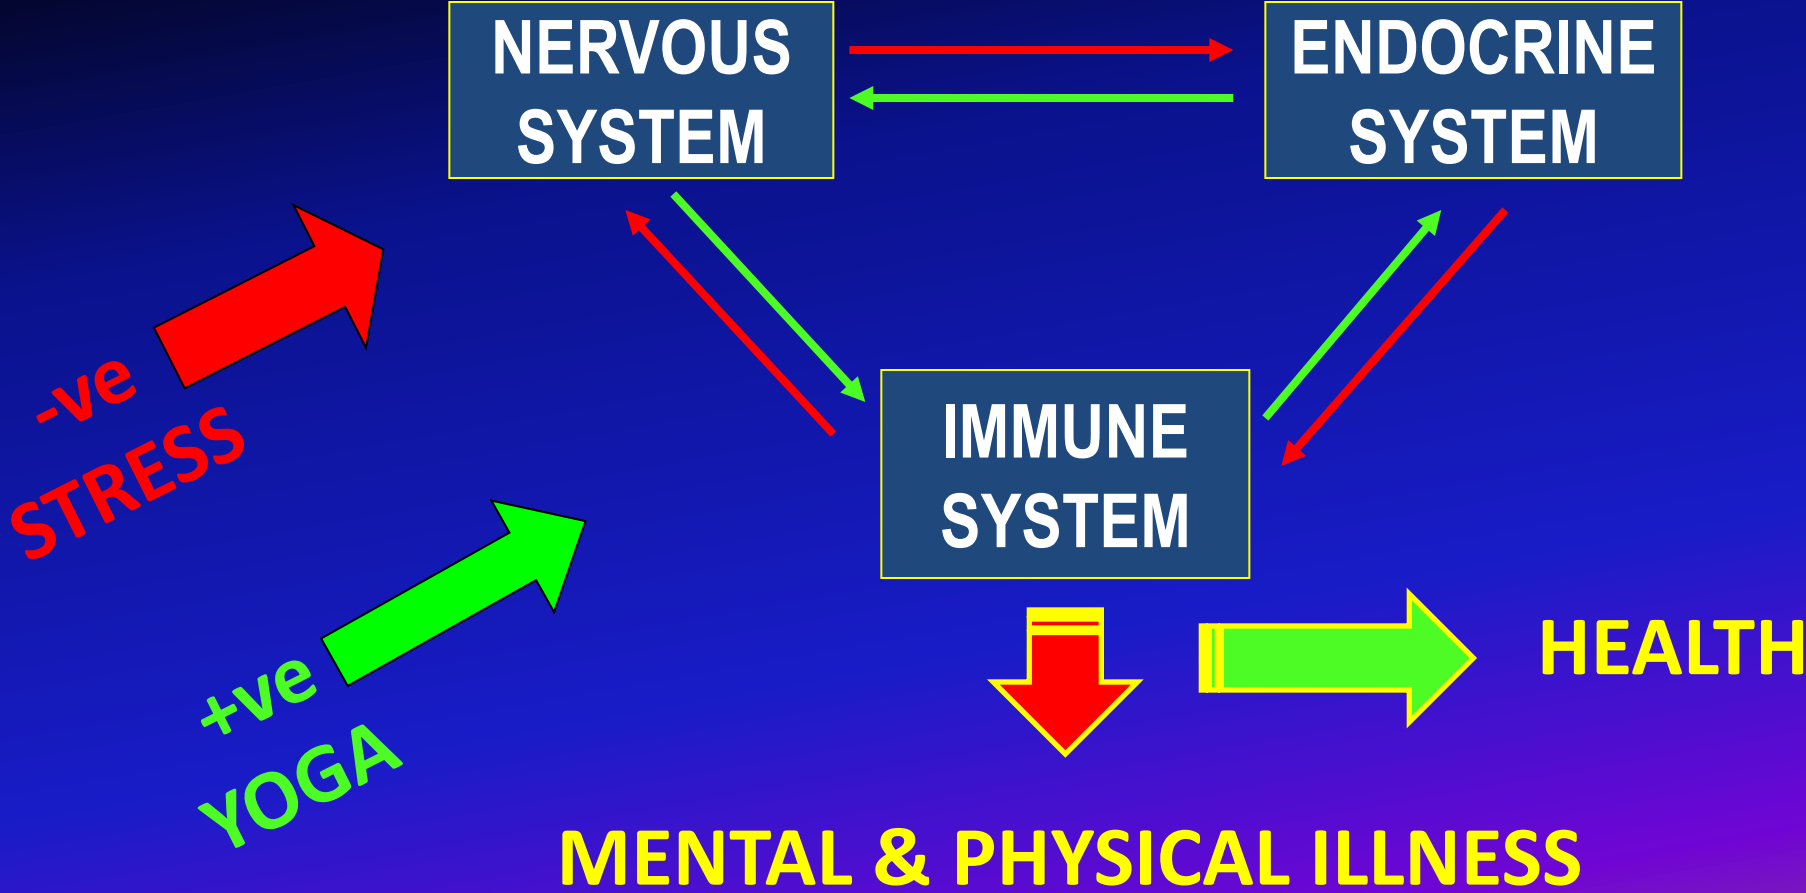 NERVOUS
SYSTEM
ENDOCRINE
SYSTEM
-ve
STRESS
IMMUNE
SYSTEM
+ve
YOGA
HEALTH
MENTAL & PHYSICAL ILLNESS